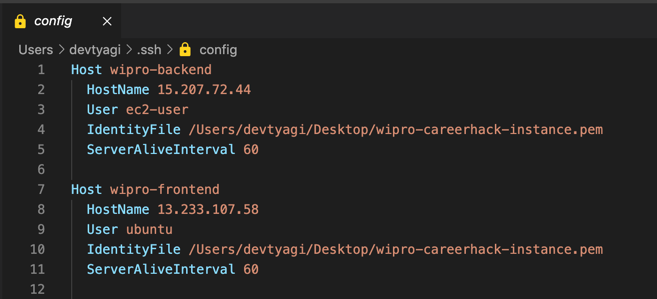 config ×
Users > devtyagi > .ssh > config
1 Host wipro-backend
2 HostName 15.207.72.44
3 User ec2-user
4 IdentityFile /Users/devtyagi/Desktop/wipro-careerhack-instance.pem
5 ServerAliveInterval 60
6
7 Host wipro-frontend
8 HostName 13.233.107.58
9 User ubuntu
10 IdentityFile /Users/devtyagi/Desktop/wipro-careerhack-instance.pem
11 ServerAliveInterval 60
12